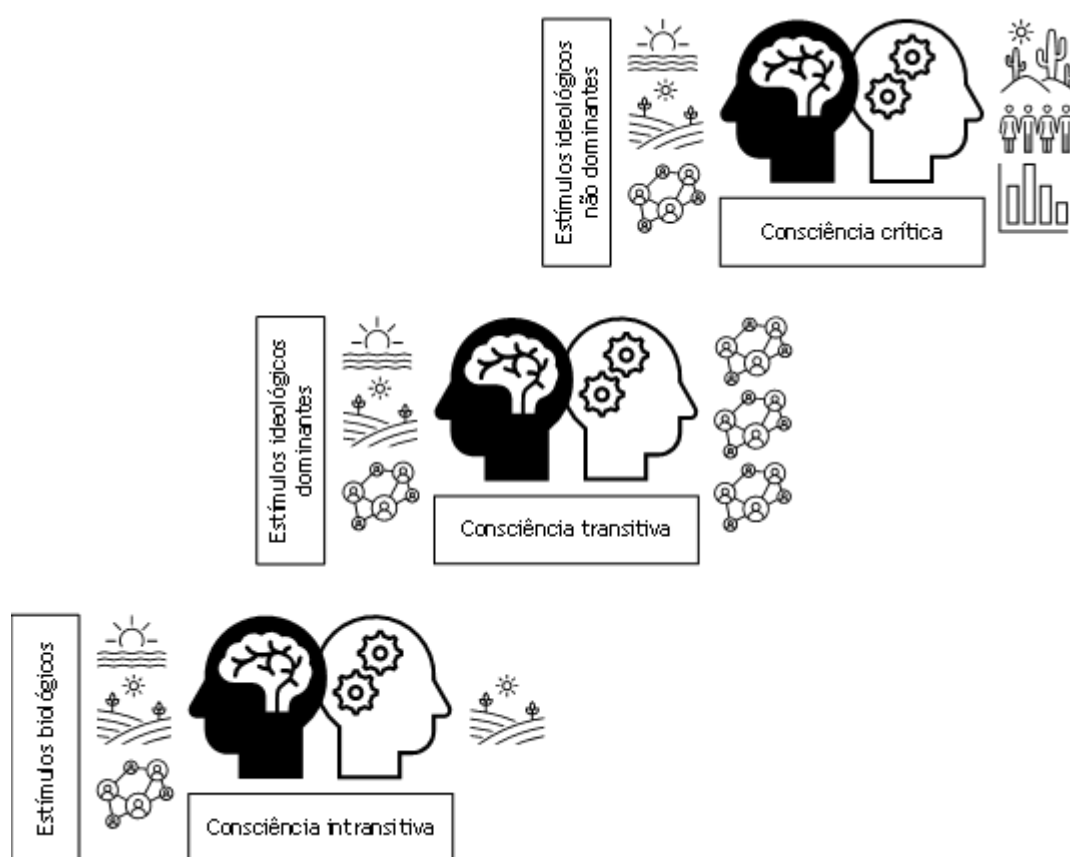 Estímulos ideológicos
não dominantes
Consciência crítica
Estímulos ideológicos
dominantes
Consciência transitiva
Estímulos biológicos
Consciência intransitiva